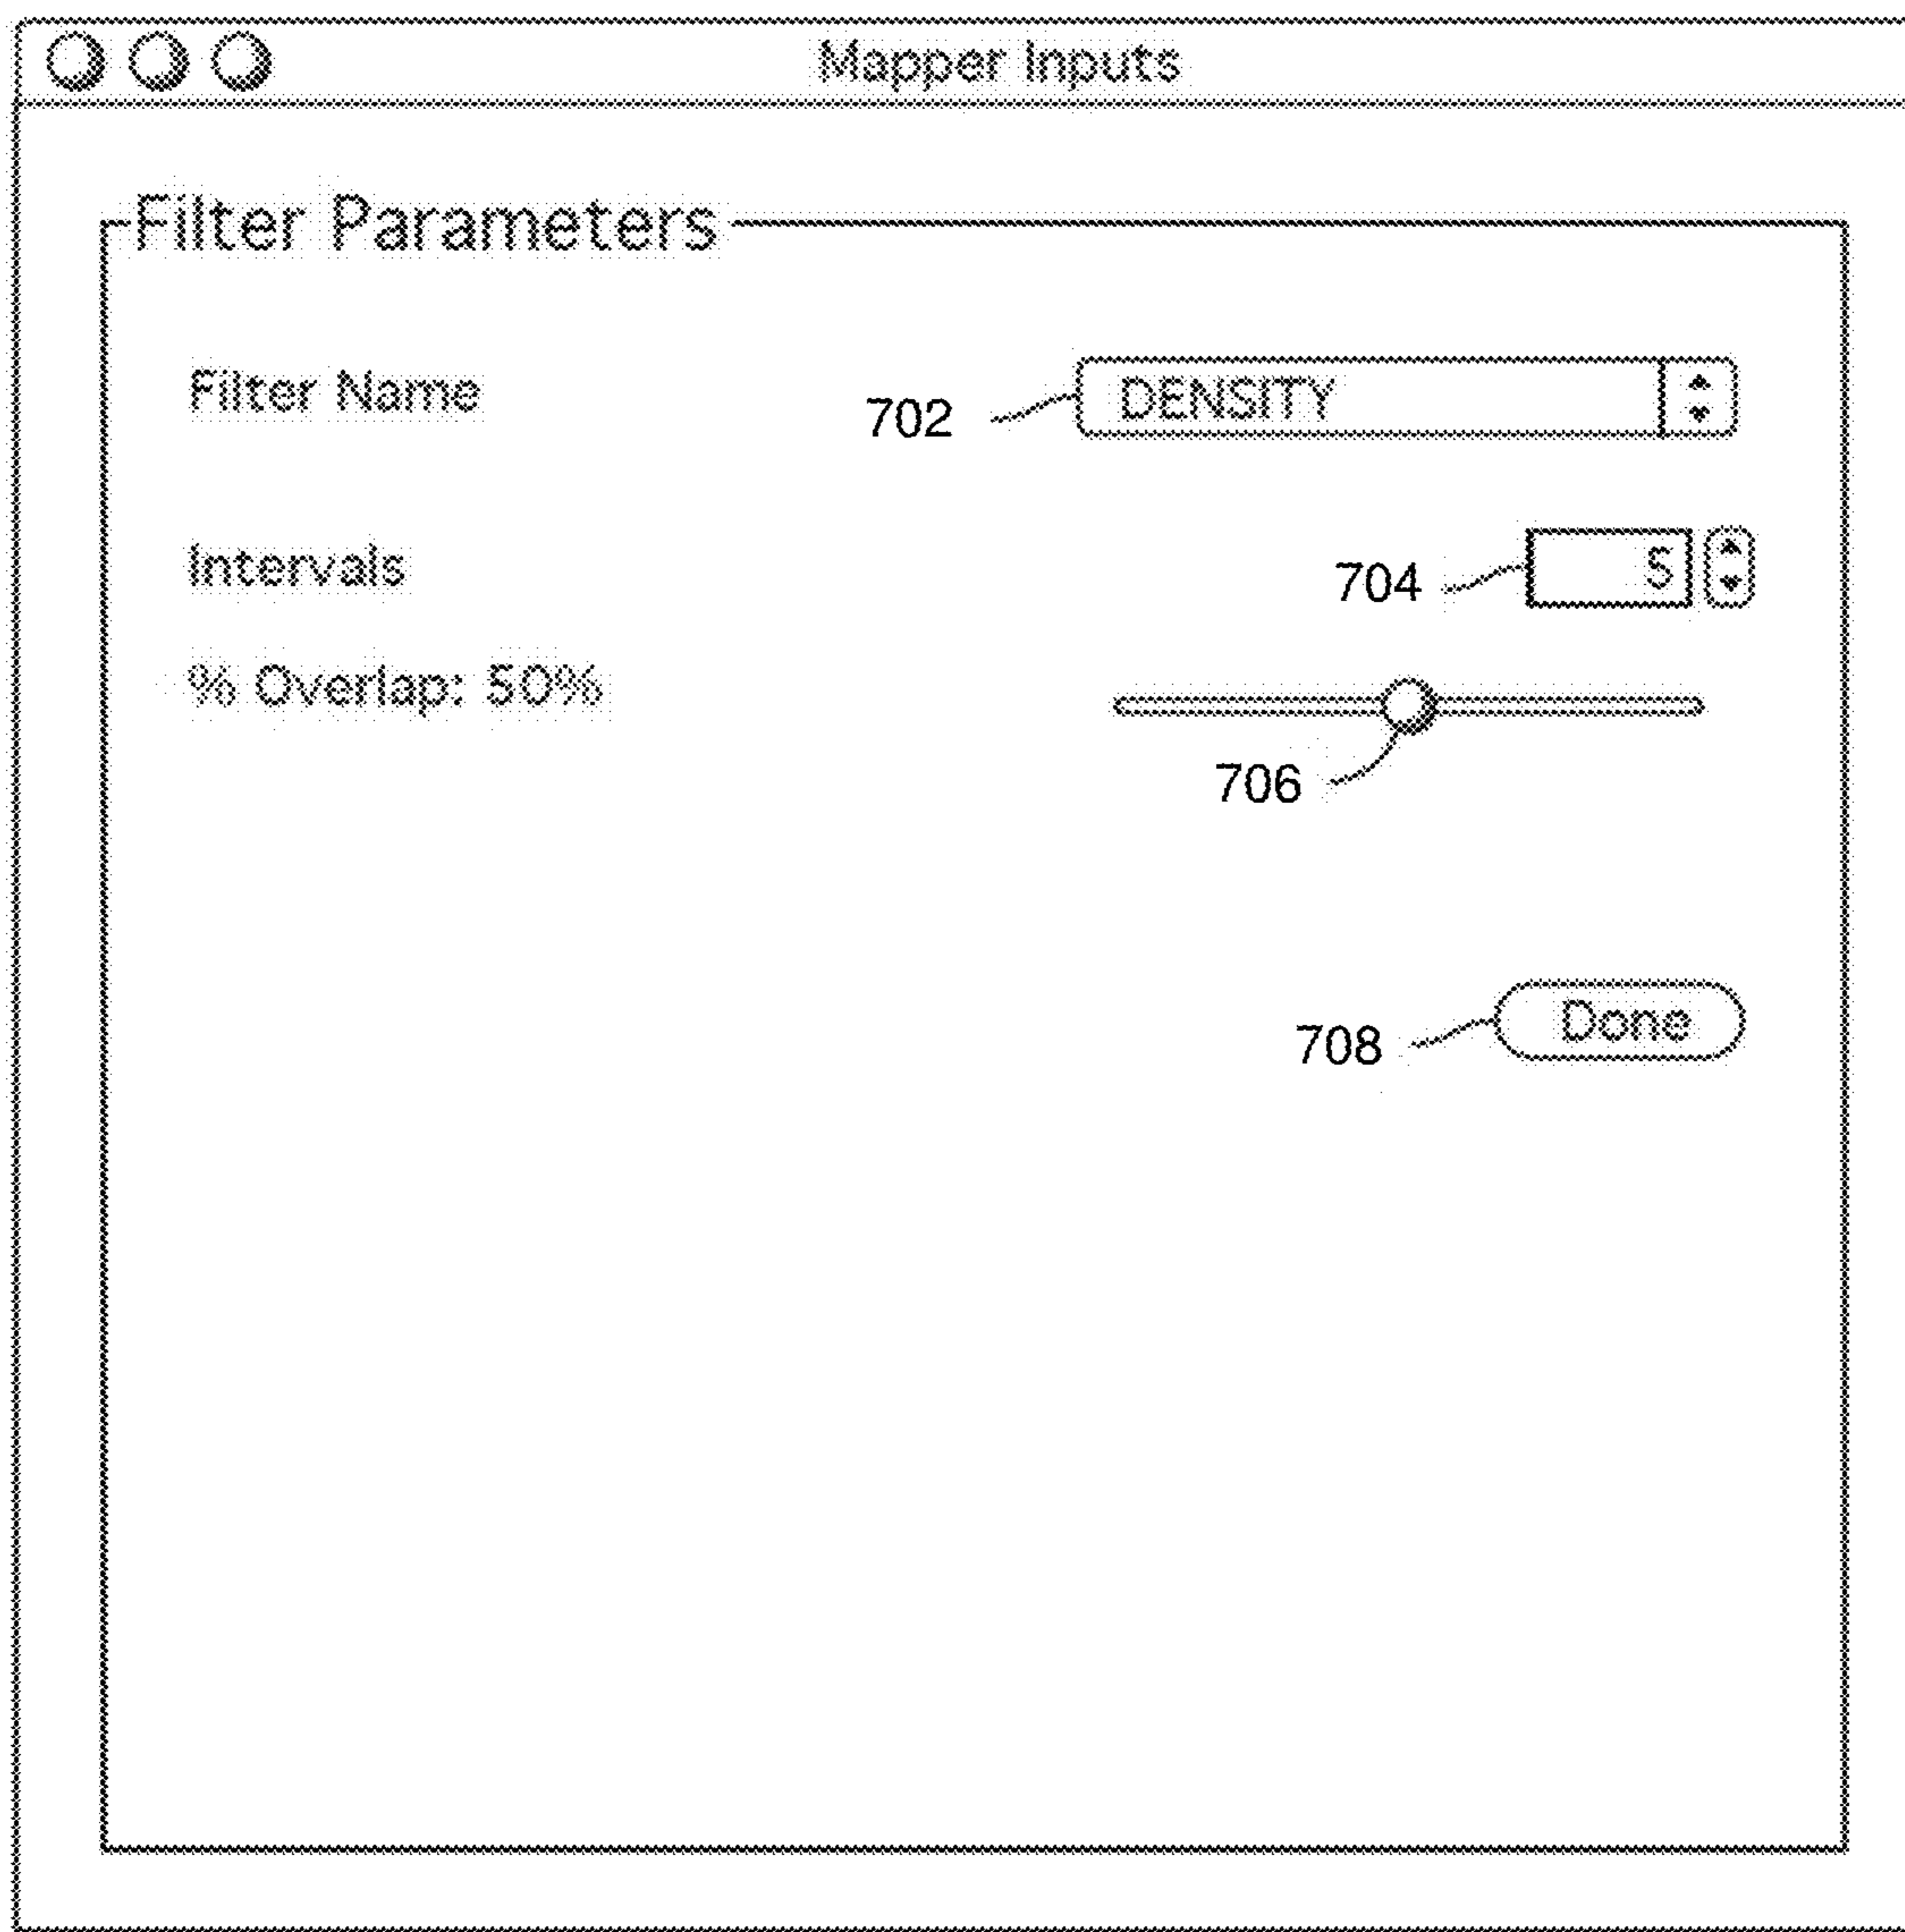 Mapper Inputs
Filter Parameters
Filter Name
702
DENSITY
Intervals
704
5
% Overlap: 50%
706
708
Done